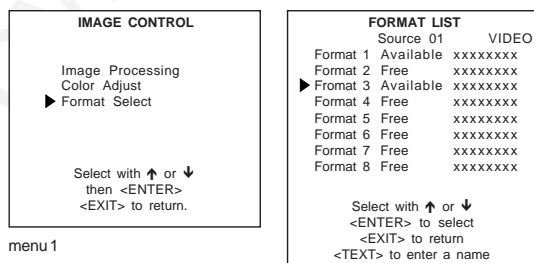 IMAGE CONTROL
Image Processing
Color Adjust
Format Select
Select with ↑ or ↓
then <ENTER>
<EXIT> to return.
menu 1
FORMAT LIST
Source 01 VIDEO
Format 1 Available xxxxxxxx
Format 2 Free xxxxxxxx
Fromat 3 Available xxxxxxxx
Format 4 Free xxxxxxxx
Format 5 Free xxxxxxxx
Format 6 Free xxxxxxxx
Format 7 Free xxxxxxxx
Format 8 Free xxxxxxxx
Select with ↑ or ↓
<ENTER> to select
<EXIT> to return
<TEXT> to enter a name